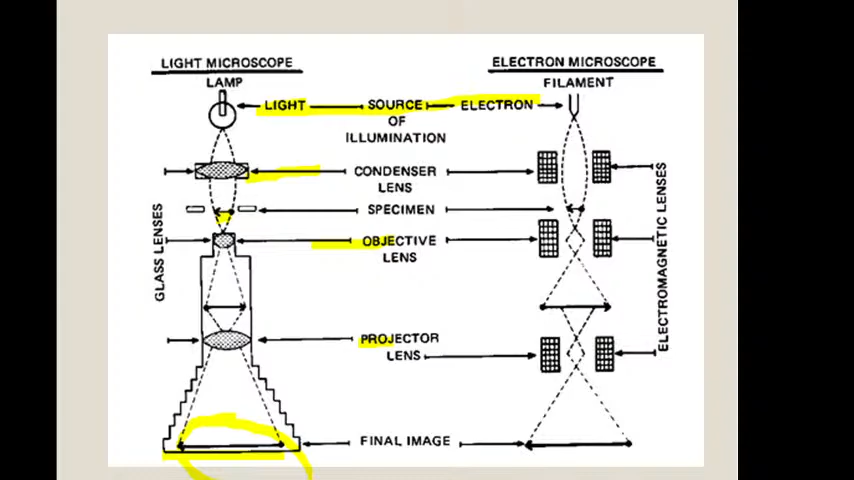 LIGHT MICROSCOPE
ELECTRON MICROSCOPE
LAMP
FILAMENT
LIGHT
SOURCE
ELECTRON
OF
ILLUMINATION
CONDENSER
LENS
SPECIMEN
OBJECTIVE
LENS
GLASS LENSES
ELECTROMAGNETIC LENSES
PROJECTOR
LENS
FINAL IMAGE